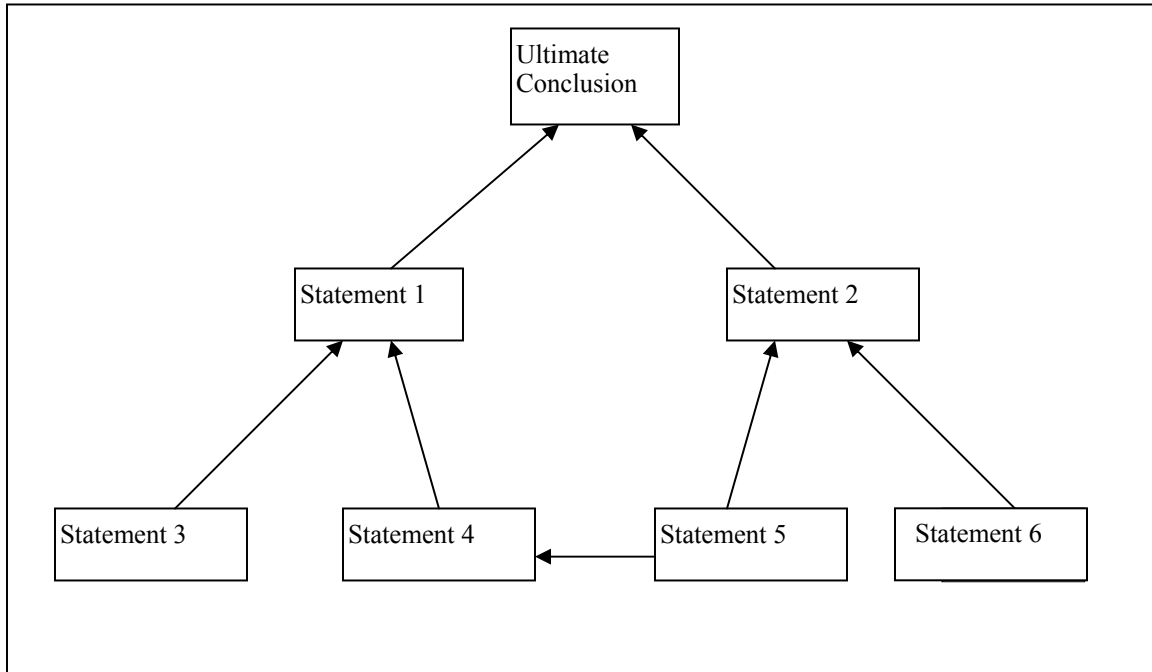 Ultimate
Conclusion
Statement 1
Statement 2
Statement 3
Statement 4
Statement 5
Statement 6